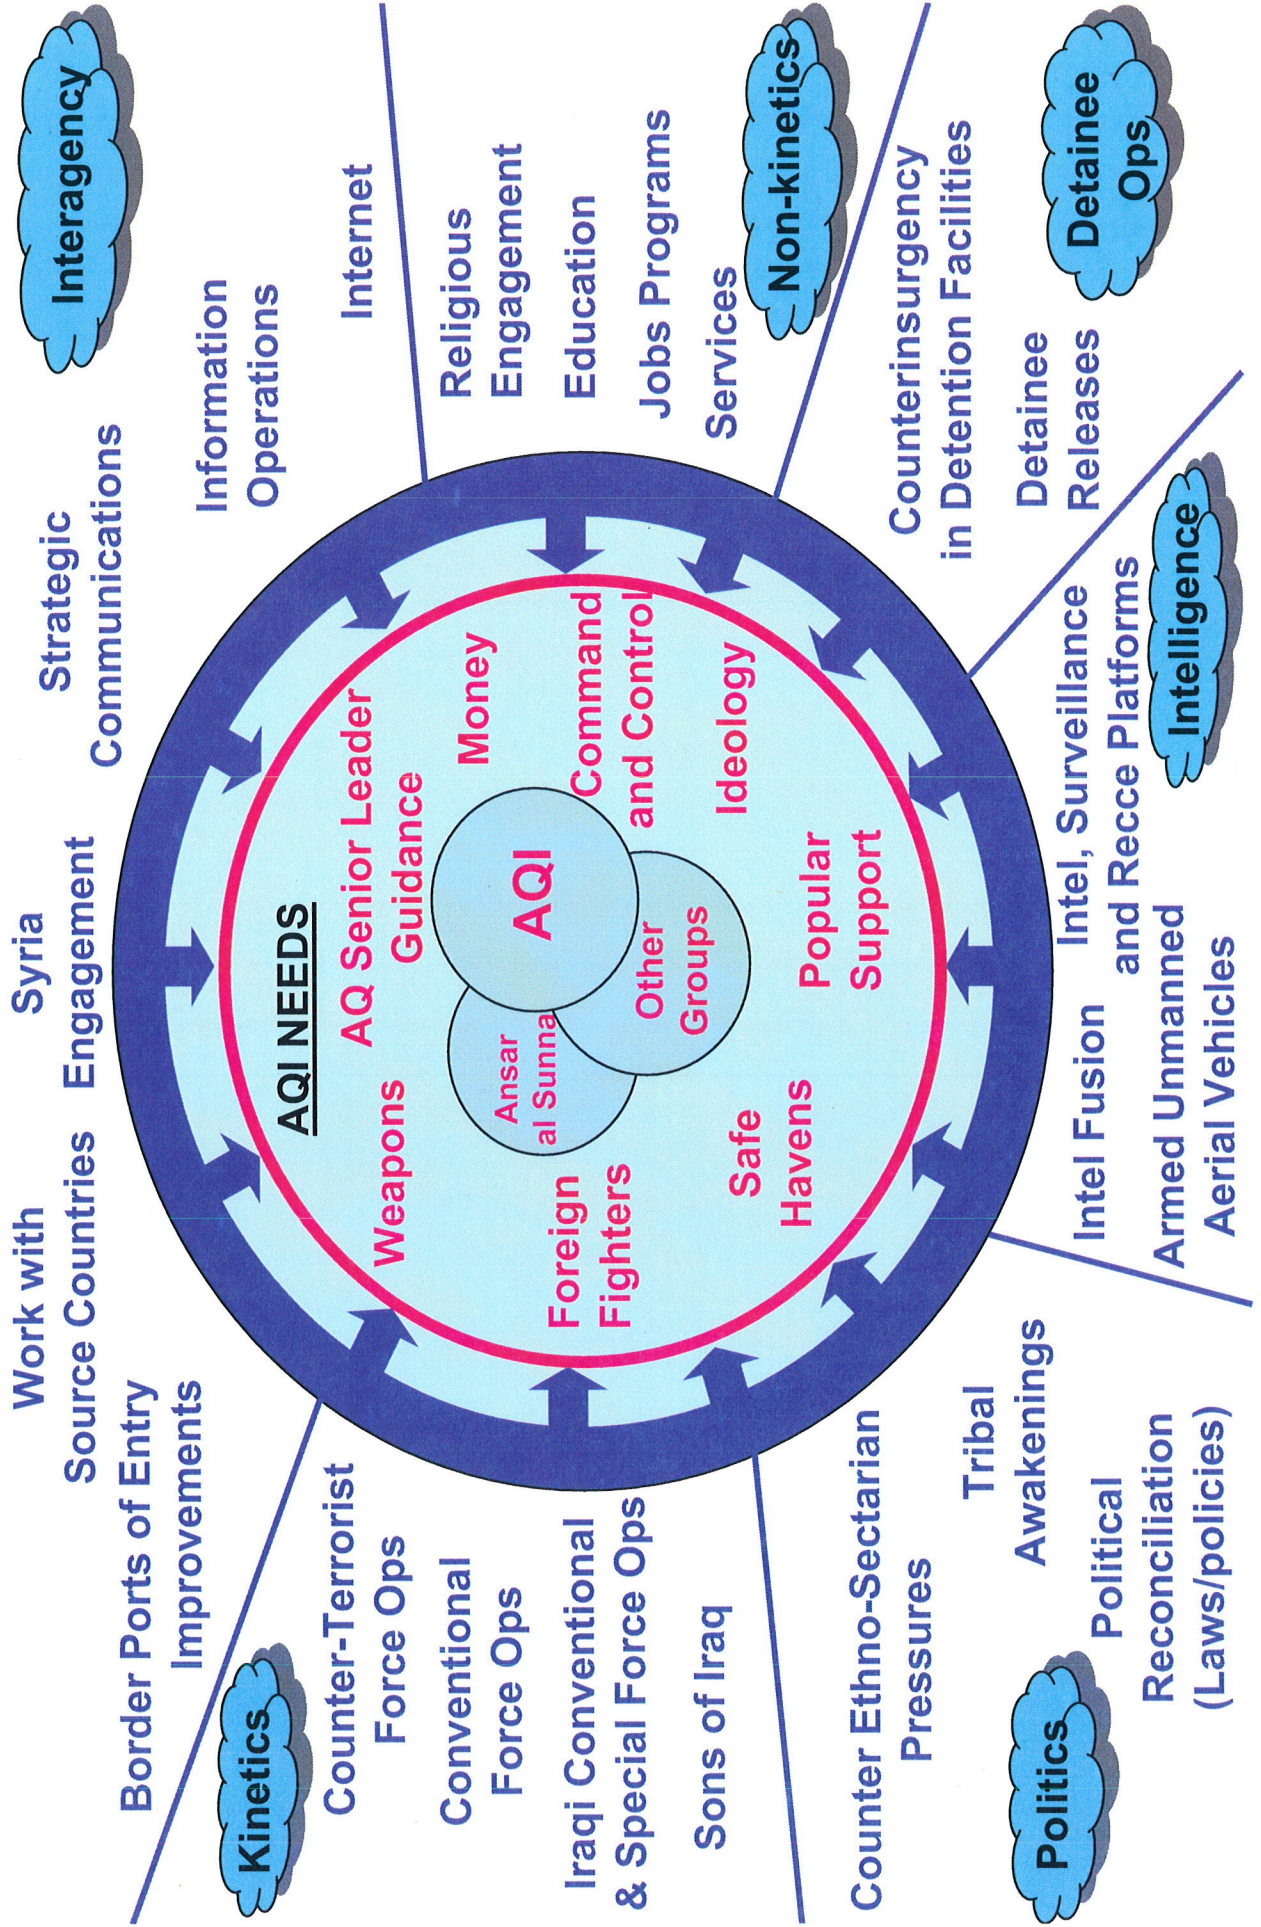 Interagency
Work with
Source Countries
Syria
Engagement
Strategic
Communications
Border Ports of Entry
Improvements
Information
Operations
Internet
Kinetics
Counter-Terrorist
Force Ops
Conventional
Force Ops
Iraqi Conventional
& Special Force Ops
Sons of Iraq
AQI NEEDS
Weapons
AQ Senior Leader
Guidance
Money
Foreign
Fighters
Ansar
al Sunna
AQI
Other
Groups
Command
and Control
Ideology
Safe
Havens
Popular
Support
Religious
Engagement
Education
Jobs Programs
Services
Non-kinetics
Counter Ethno-Sectarian
Pressures
Tribal
Awakenings
Political
Reconciliation
(Laws/policies)
Politics
Intel Fusion
Armed Unmanned
Aerial Vehicles
Intel, Surveillance
and Recce Platforms
Intelligence
Counterinsurgency
in Detention Facilities
Detainee
Releases
Detainee
Ops